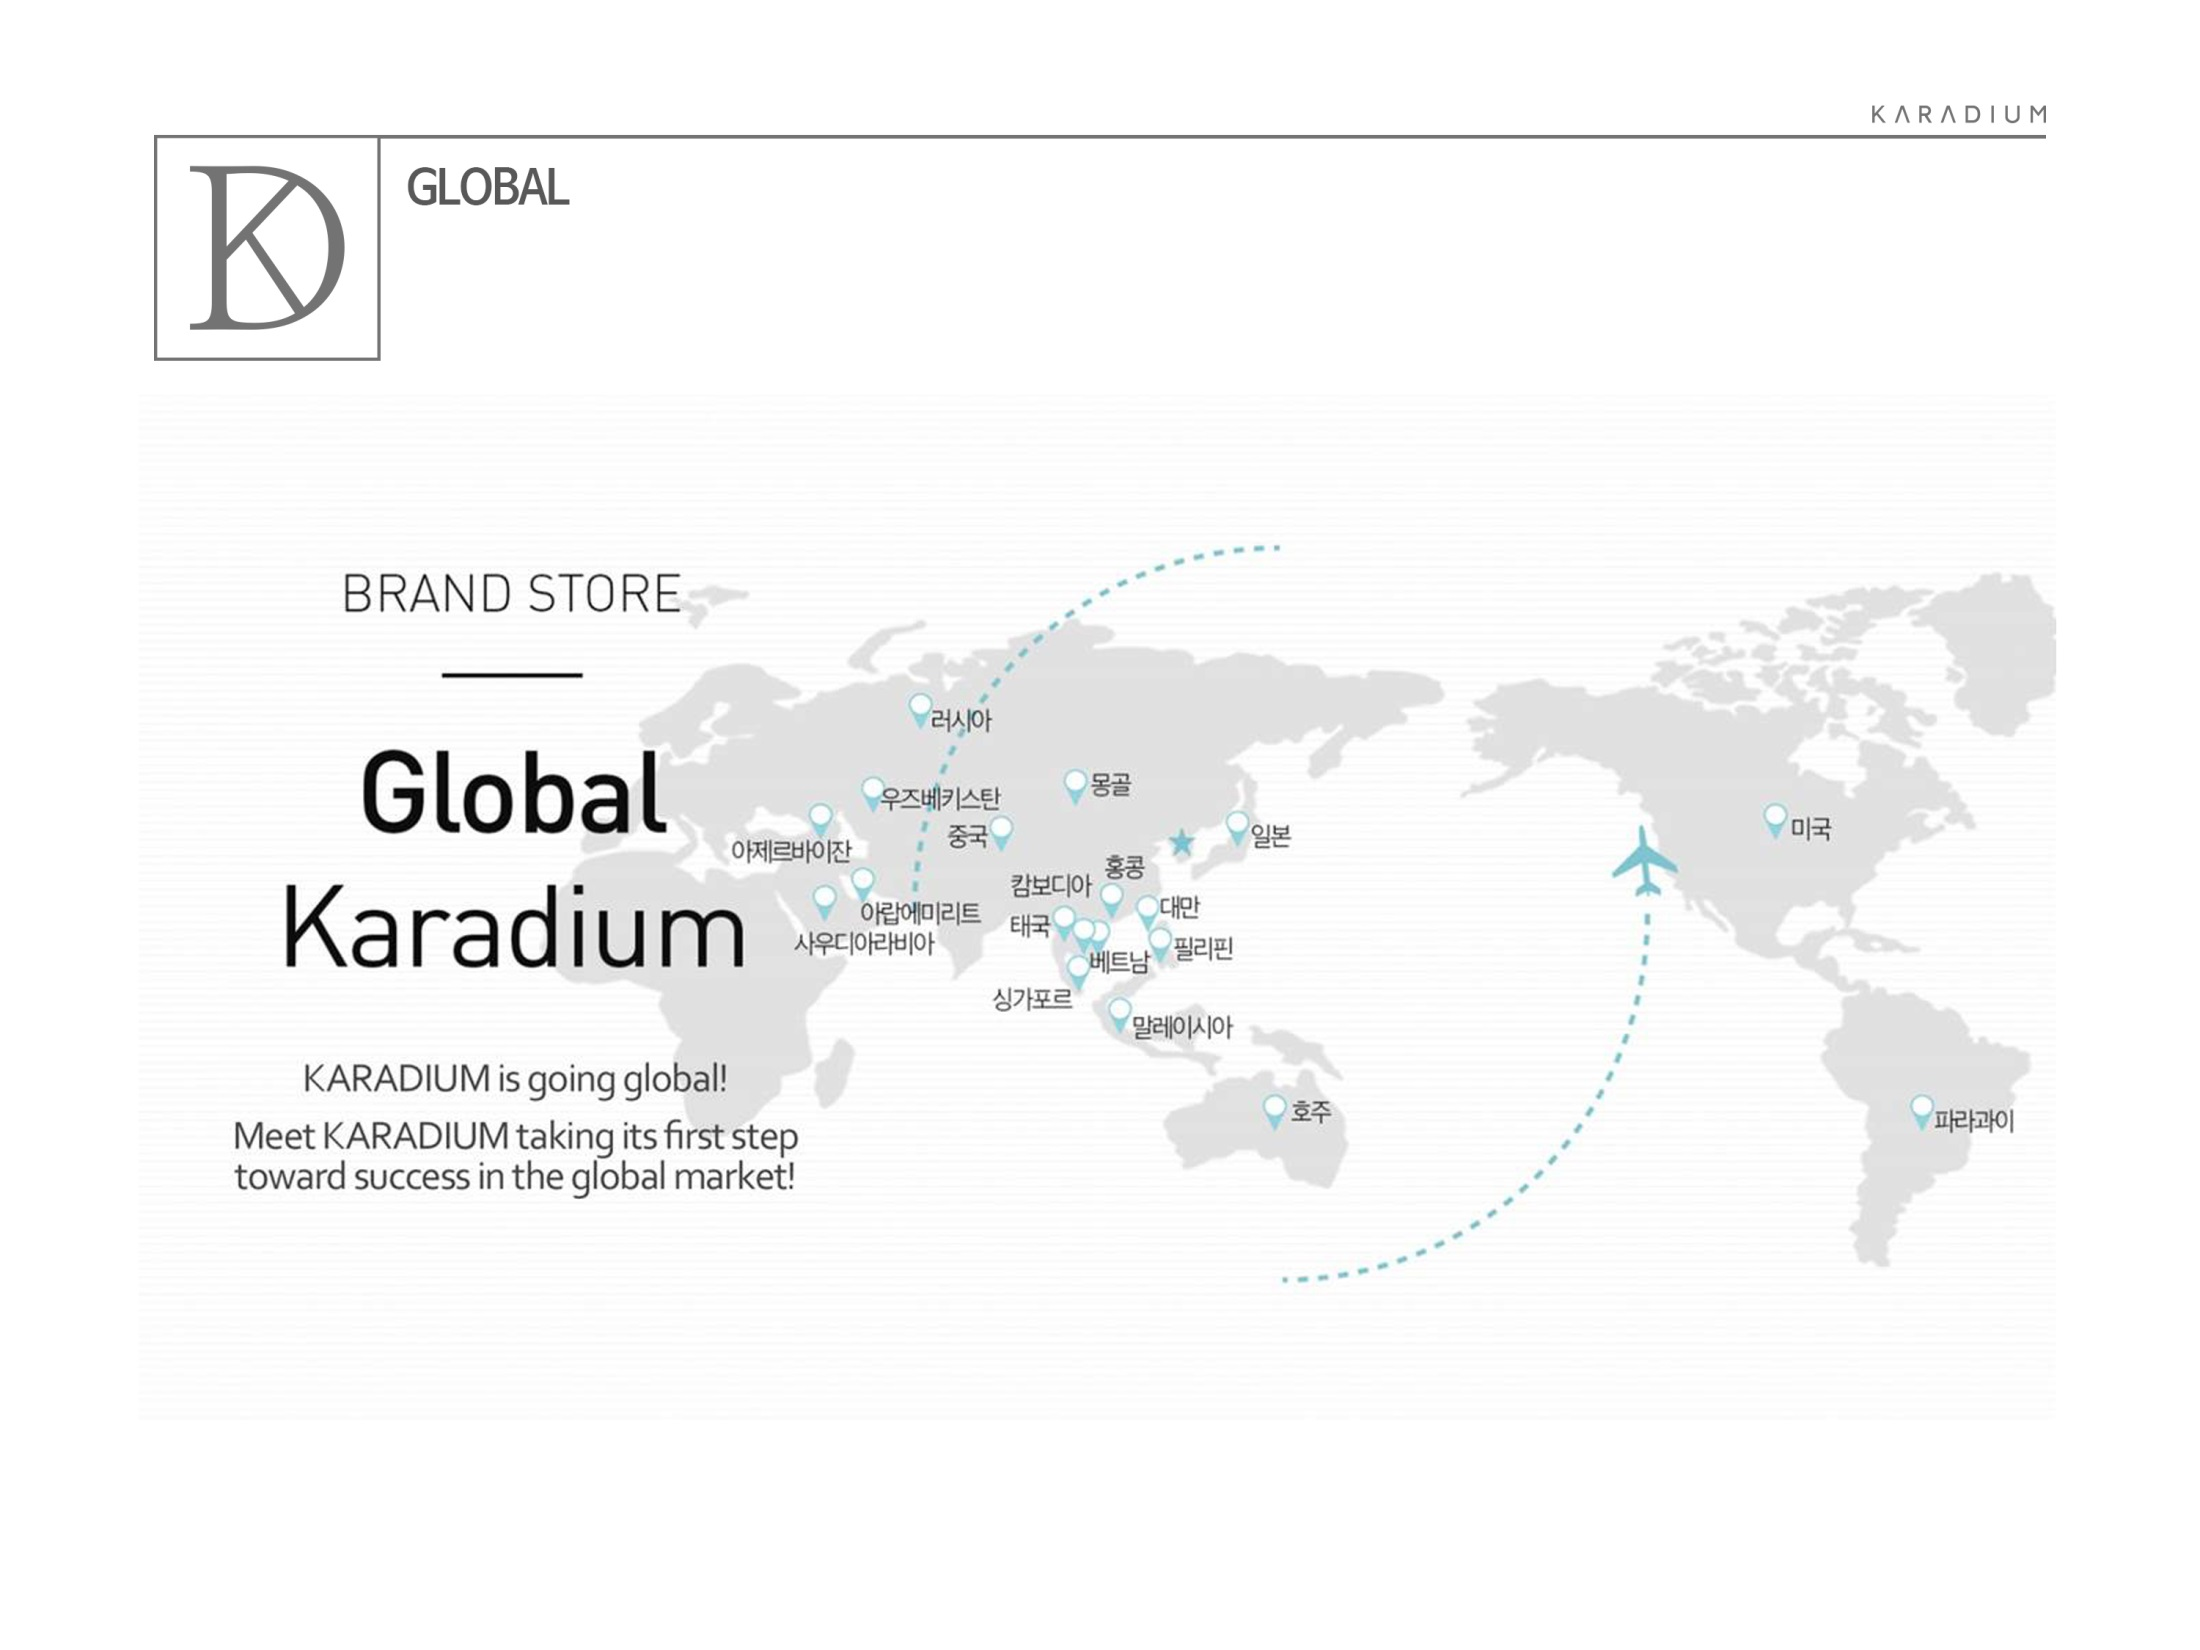 KARADIUM
KD
GLOBAL
BRAND STORE
Global
Karadium
KARADIUM is going global!
Meet KARADIUM taking its first step
toward success in the global market!
러시아
몽골
우즈베키스탄
중국
일본
미국
아제르바이잔
홍콩
캄보디아
대만
아랍에미리트
태국
사우디아라비아
필리핀
베트남
싱가포르
말레이시아
호주
파라과이